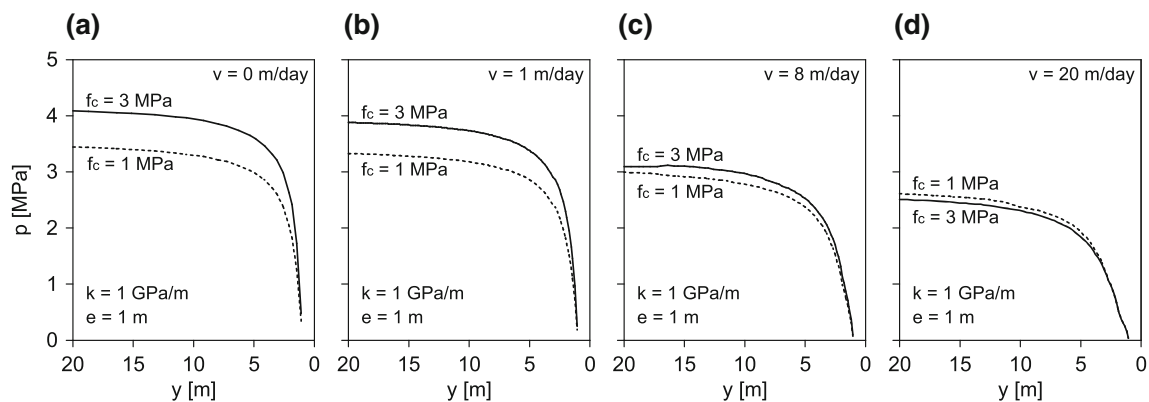 (a) (b) (c) (d)
v = 0 m/day v = 1 m/day v = 8 m/day v = 20 m/day
5
4
3
2
1
0
p [MPa]
fc = 3 MPa
fc = 1 MPa
k = 1 GPa/m
e = 1 m
fc = 3 MPa
fc = 1 MPa
k = 1 GPa/m
e = 1 m
fc = 3 MPa
fc = 1 MPa
k = 1 GPa/m
e = 1 m
fc = 1 MPa
fc = 3 MPa
k = 1 GPa/m
e = 1 m
20 15 10 5 0 20 15 10 5 0 20 15 10 5 0 20 15 10 5 0
y [m] y [m] y [m] y [m]